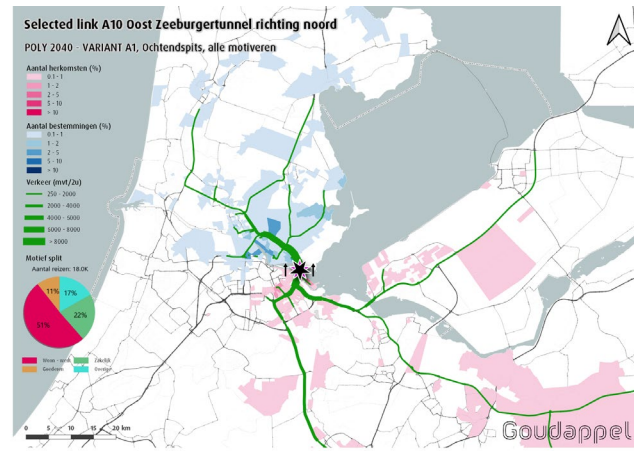 Selected link A10 Oost Zeeburgertunnel richting noord
POLY 2040 - VARIANT A1, Ochtendspits, alle motiveren
Aantal herkomsten (%)
0.1 - 1
1 - 2
2 - 5
5 - 10
> 10
Aantal bestemmingen (%)
0.1 - 1
1 - 2
2 - 5
5 - 10
> 10
Verkeer (mvt/2u)
250 - 2000
2000 - 4000
4000 - 5000
6000 - 8000
> 8000
Motief split
Aantal reizen: 18.0K
11%
17%
22%
51%
Woon - werk
Zakelijk
Overige
0 5 10 15 20 km
Goudappel